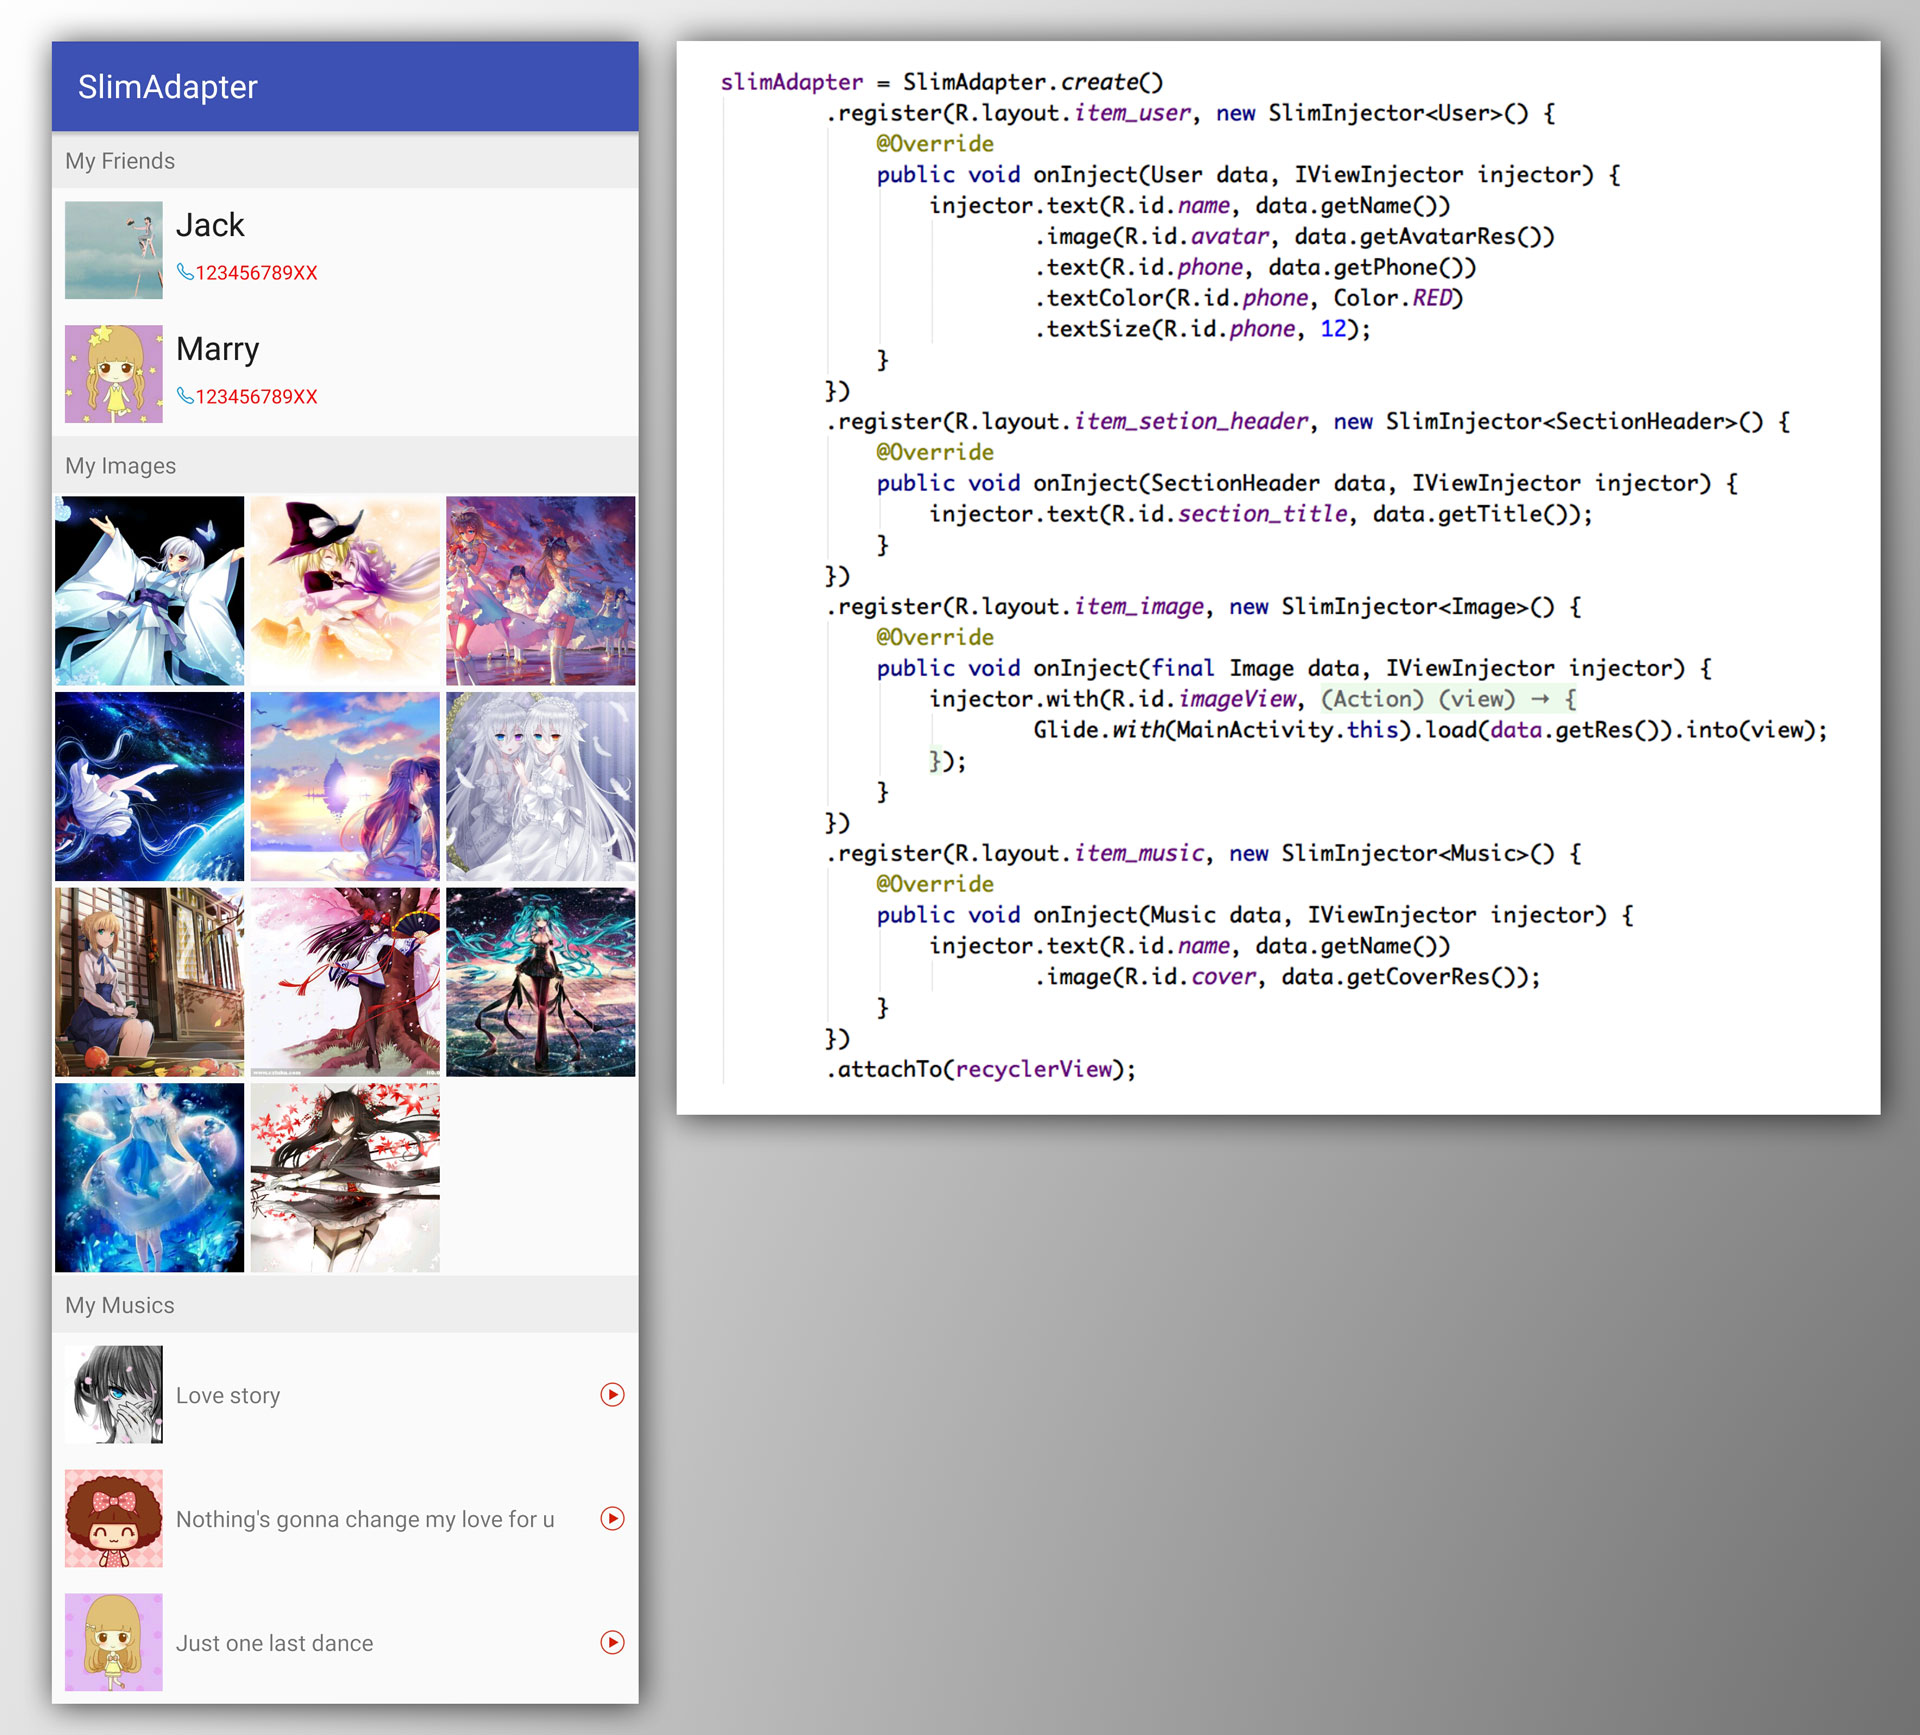 SlimAdapter
My Friends
Jack
123456789XX
Marry
123456789XX
My Images
My Musics
Love story
Nothing's gonna change my love for u
Just one last dance
slimAdapter = SlimAdapter.create()
.register(R.layout.item_user, new SlimInjector<User>() {
@Override
public void onInject(User data, IViewInjector injector) {
injector.text(R.id.name, data.getName())
.image(R.id.avatar, data.getAvatarRes())
.text(R.id.phone, data.getPhone())
.textColor(R.id.phone, Color.RED)
.textSize(R.id.phone, 12);
}
})
.register(R.layout.item_setion_header, new SlimInjector<SectionHeader>() {
@Override
public void onInject(SectionHeader data, IViewInjector injector) {
injector.text(R.id.section_title, data.getTitle());
}
})
.register(R.layout.item_image, new SlimInjector<Image>() {
@Override
public void onInject(final Image data, IViewInjector injector) {
injector.with(R.id.imageView, (Action) (view) → {
Glide.with(MainActivity.this).load(data.getRes()).into(view);
});
}
})
.register(R.layout.item_music, new SlimInjector<Music>() {
@Override
public void onInject(Music data, IViewInjector injector) {
injector.text(R.id.name, data.getName())
.image(R.id.cover, data.getCoverRes());
}
})
.attachTo(recyclerView);